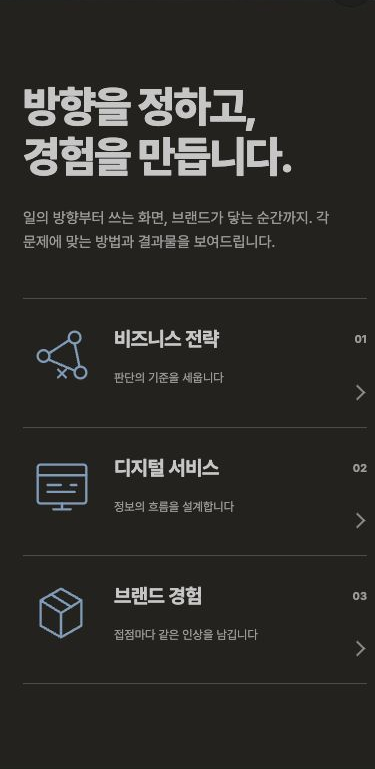 방향을 정하고,
경험을 만듭니다.
일의 방향부터 쓰는 화면, 브랜드가 닿는 순간까지. 각
문제에 맞는 방법과 결과물을 보여드립니다.
비즈니스 전략
01
판단의 기준을 세웁니다
디지털 서비스
02
정보의 흐름을 설계합니다
브랜드 경험
03
접점마다 같은 인상을 남깁니다